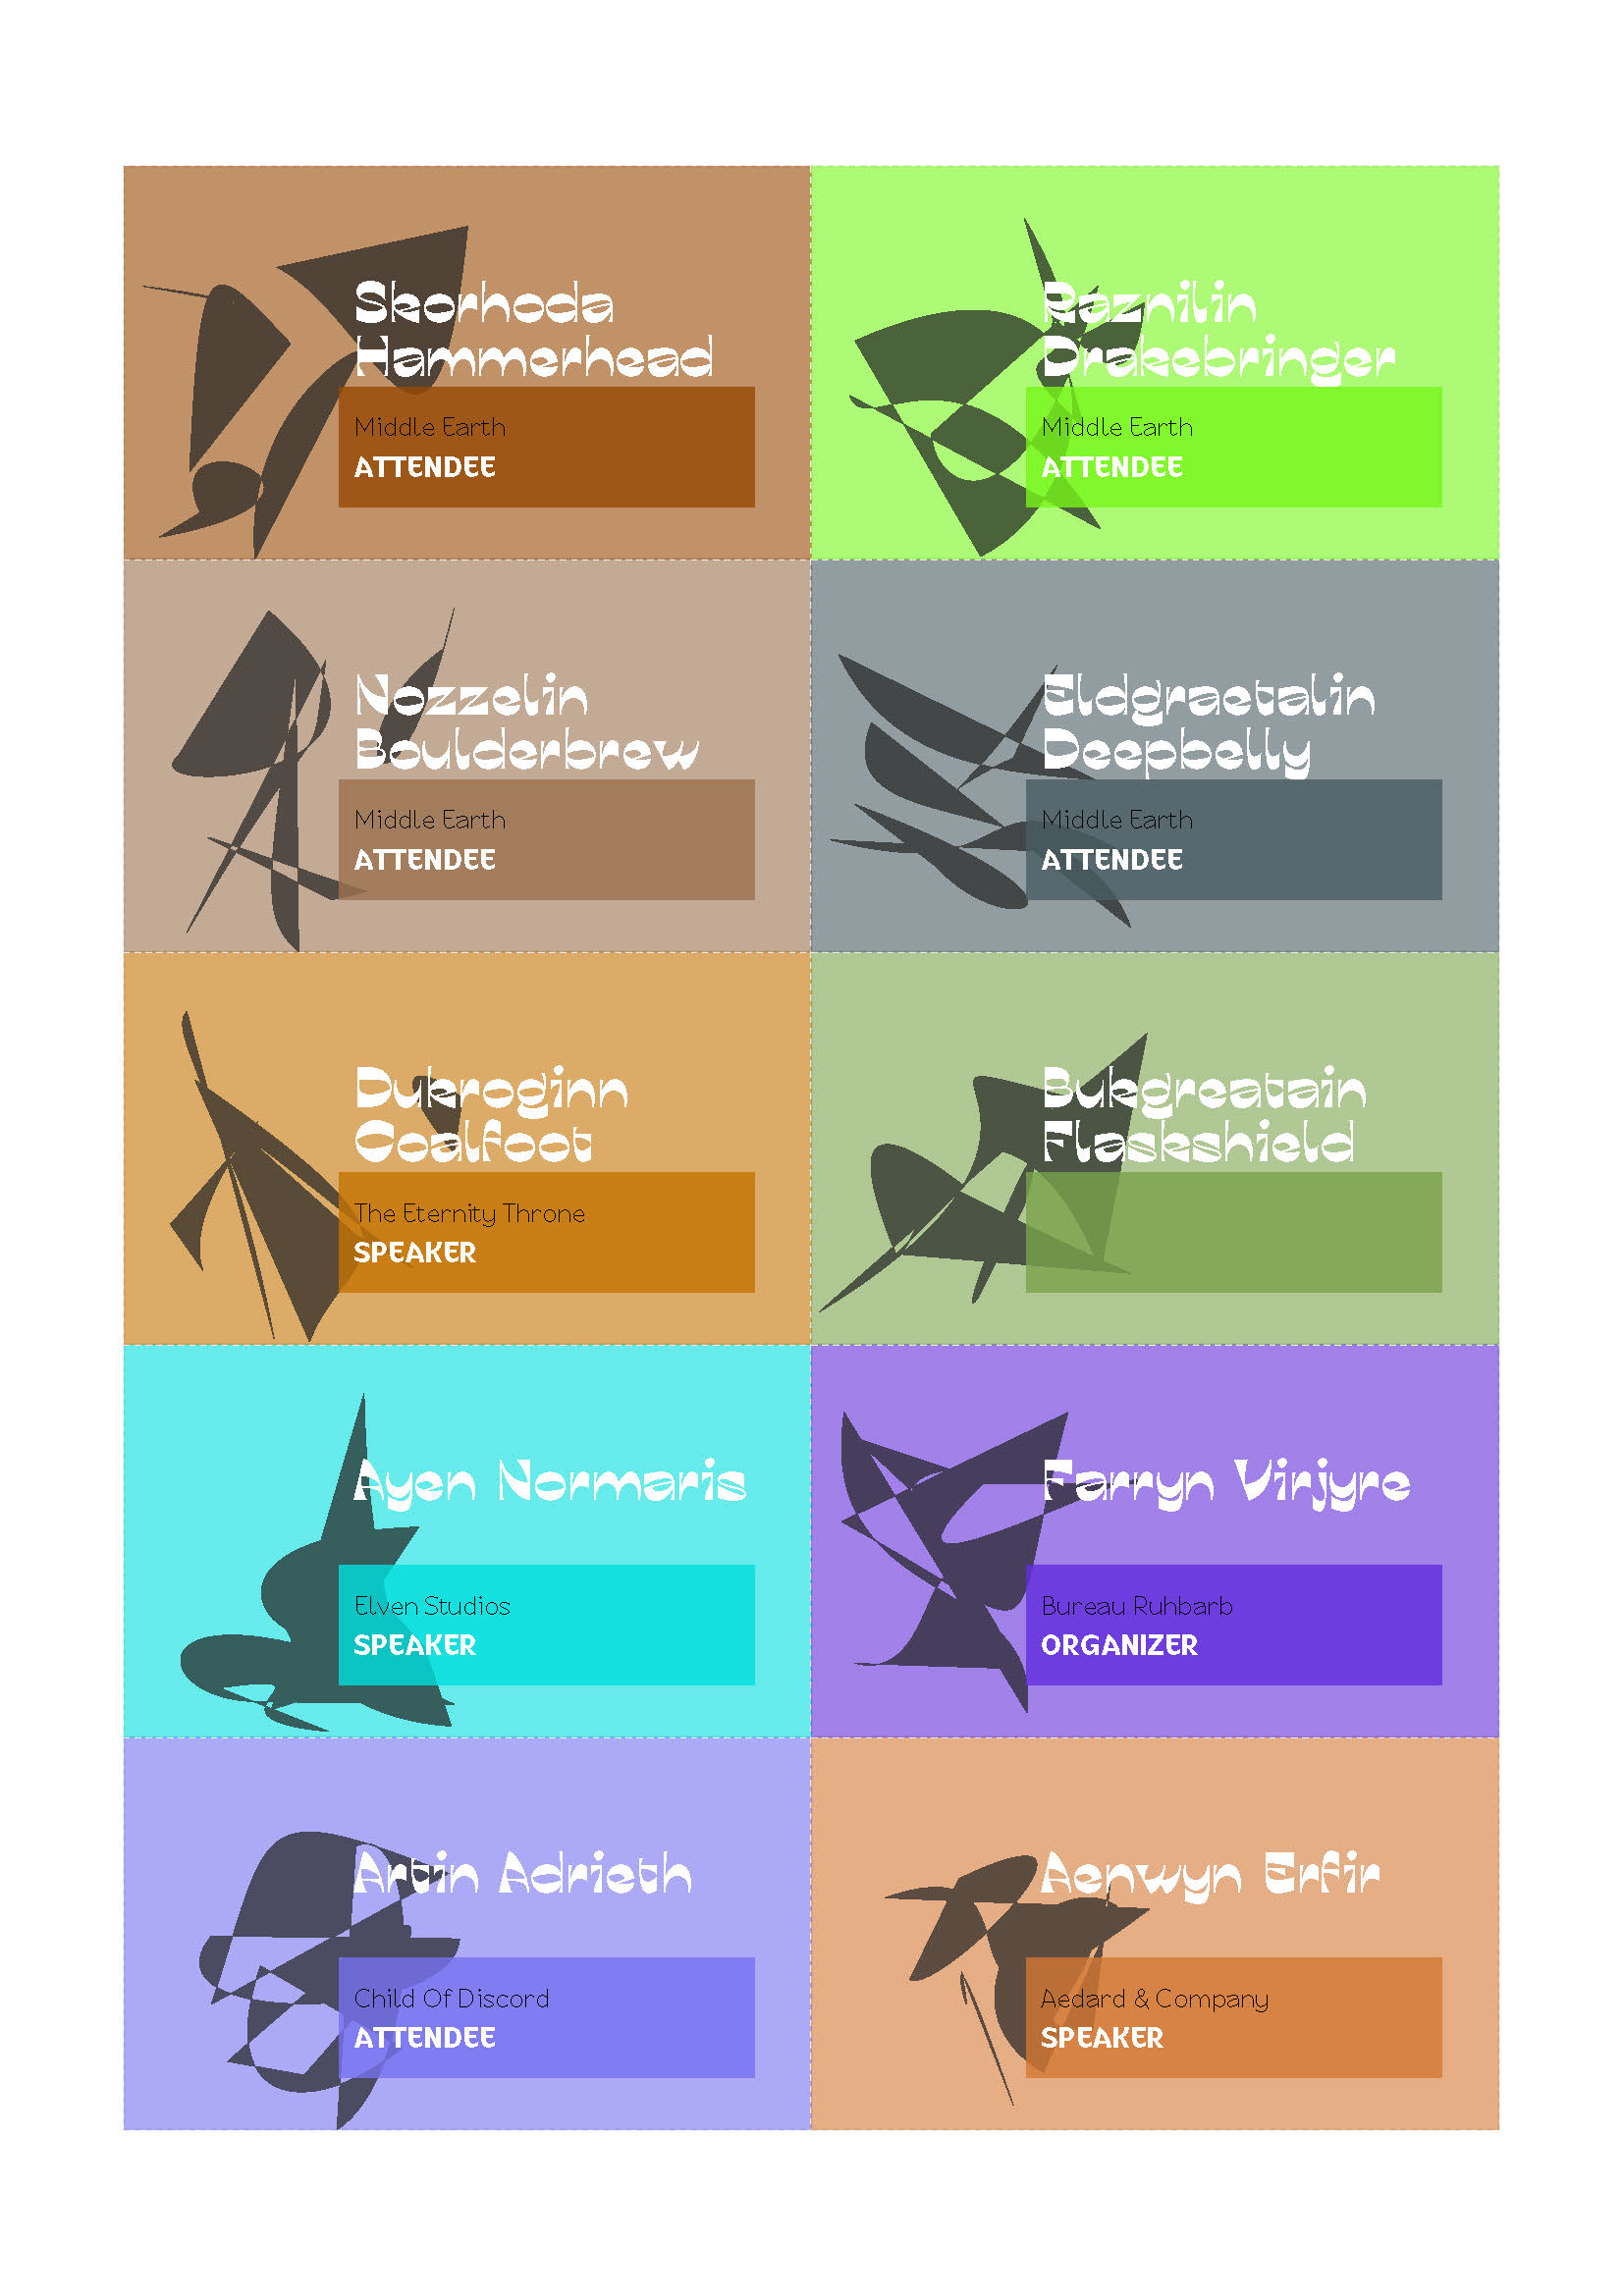 Skorhoda
Hammerhead
Middle Earth
ATTENDEE
Raznilin
Drakebringer
Middle Earth
ATTENDEE
Nozzelin
Boulderbrew
Middle Earth
ATTENDEE
Eldgraetalin
Deepbelly
Middle Earth
ATTENDEE
Dukroginn
Coalfoot
The Eternity Throne
SPEAKER
Bukgreatain
Flaskshield
Ayen Normaris
Elven Studios
SPEAKER
Farryn Virjyre
Bureau Ruhbarb
ORGANIZER
Artin Adrieth
Child Of Discord
ATTENDEE
Aenwyn Erfir
Aedard & Company
SPEAKER